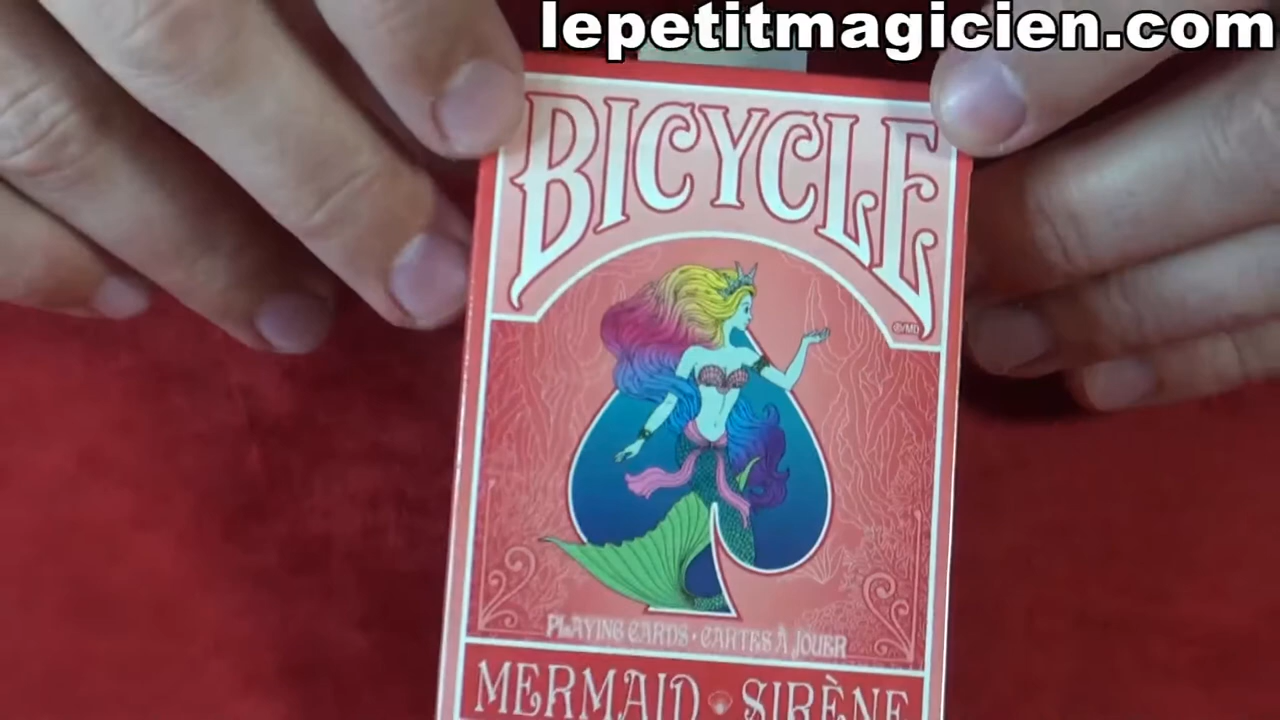 lepetitmagicien.com
BICYCLE
®/MD
PLAYING CARDS • CARTES À JOUER
MERMAID SIRÈNE